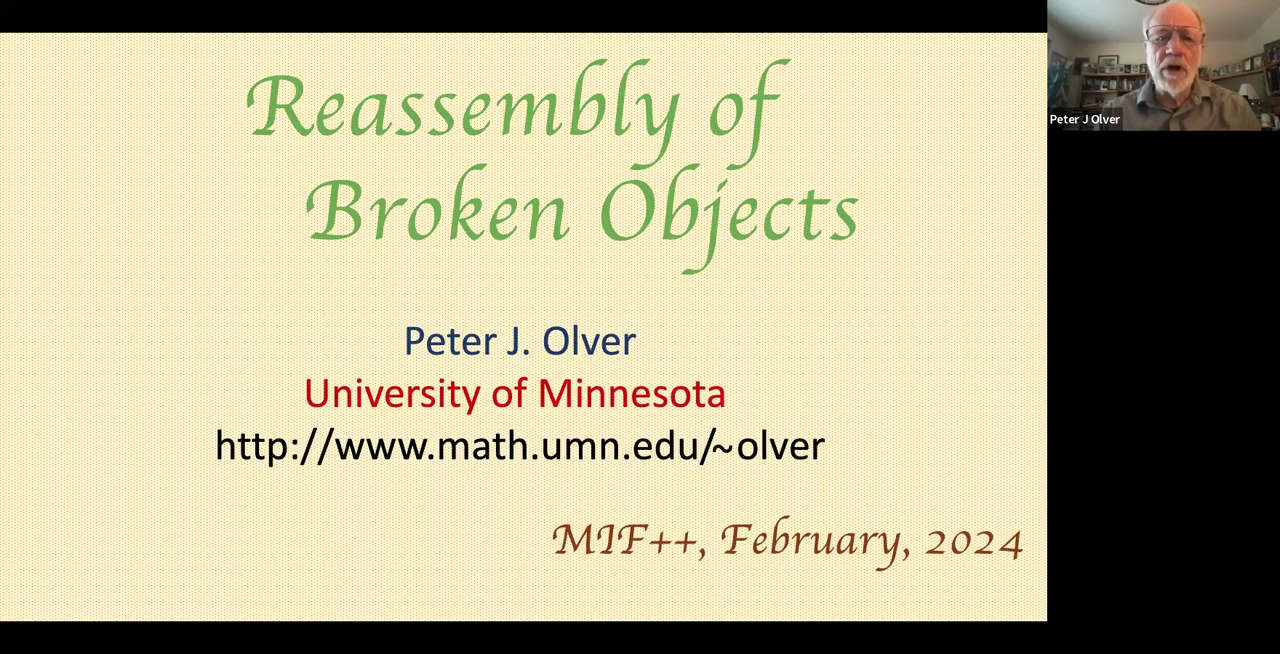 Reassembly of
Broken Objects
Peter J. Olver
University of Minnesota
http://www.math.umn.edu/~olver
MIF++, February, 2024
Peter J Olver